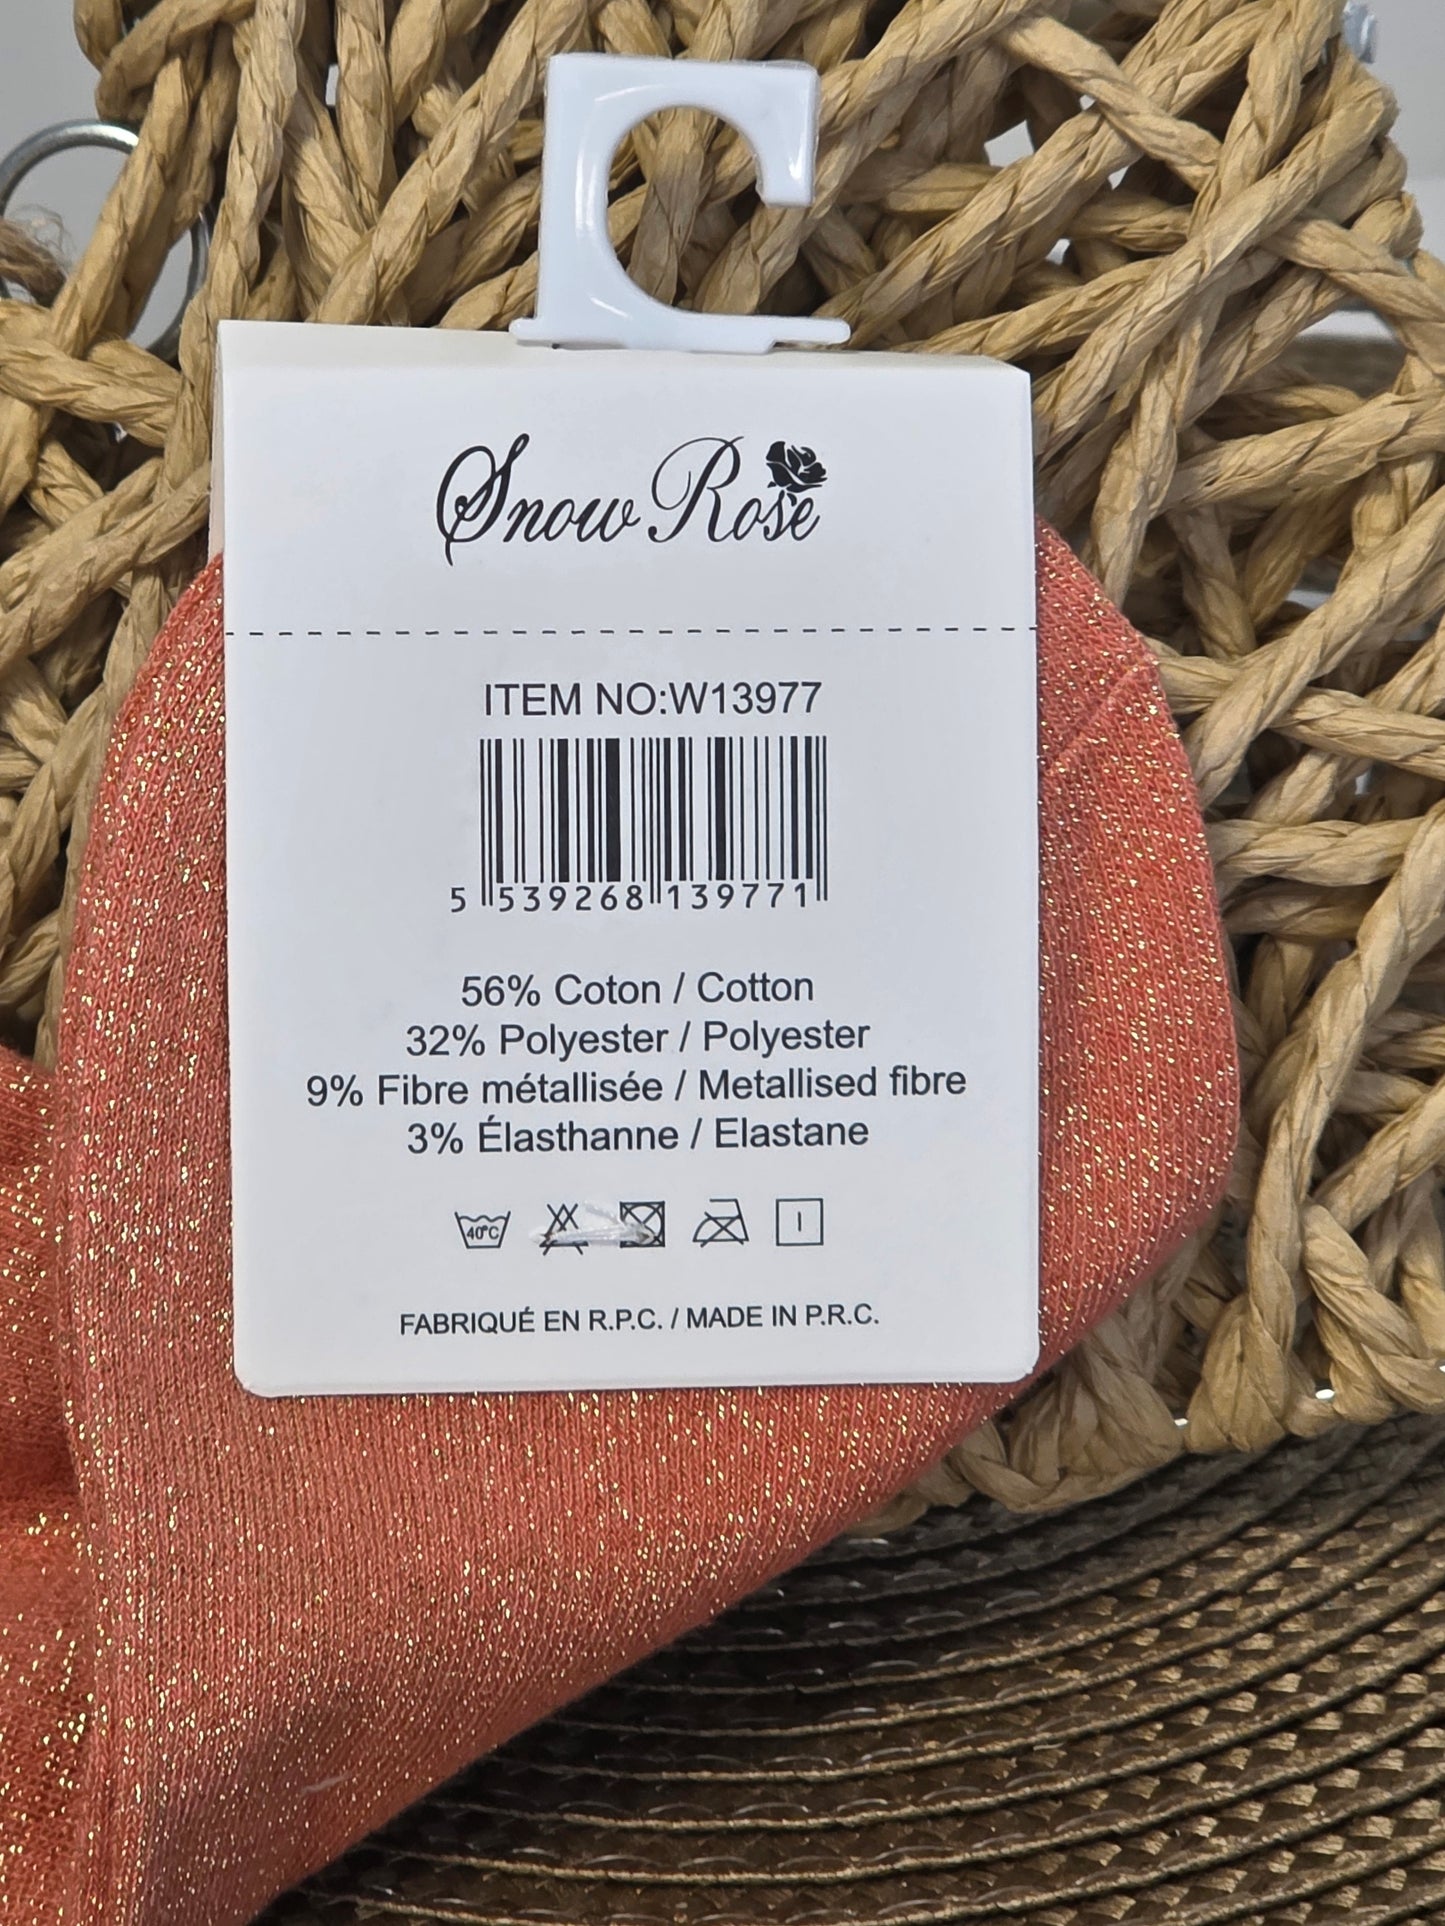 Snow Rose
ITEM NO:W13977
5 539268 139771
56% Coton / Cotton
32% Polyester / Polyester
9% Fibre métallisée / Metallised fibre
3% Élasthanne / Elastane
40°C
FABRIQUÉ EN R.P.C. / MADE IN P.R.C.